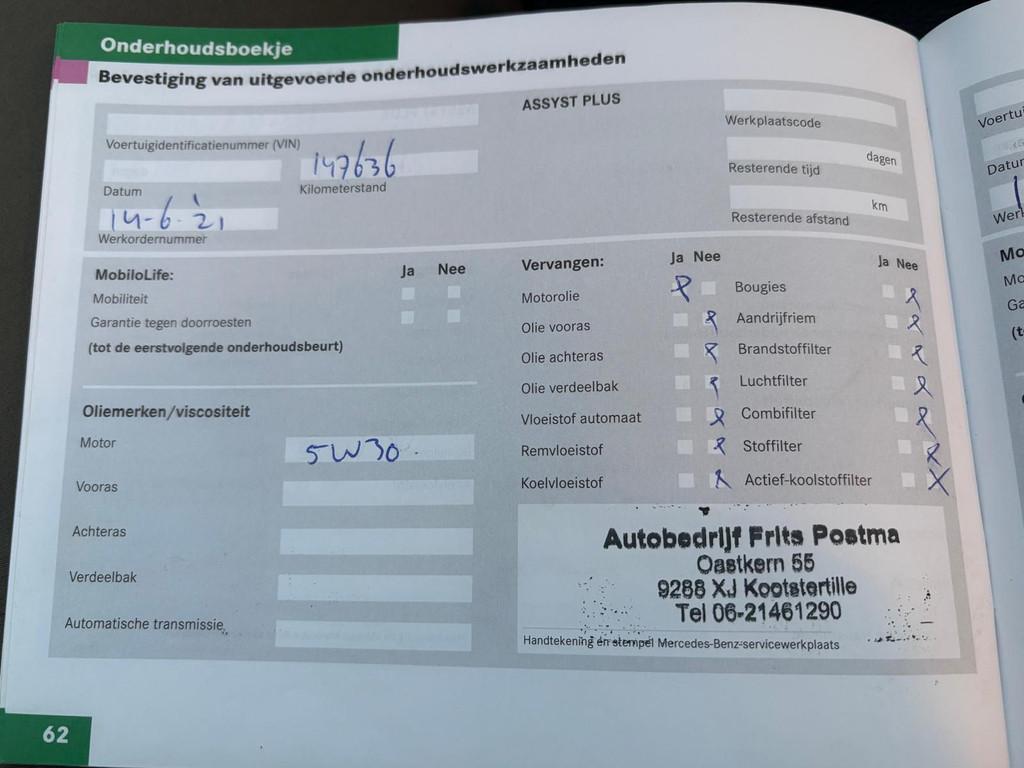 Onderhoudsboekje
Bevestiging van uitgevoerde onderhoudswerkzaamheden
ASSYST PLUS
Voertuigidentificatienummer (VIN)
147636
Datum
Kilometerstand
14-6-'21
Werkordernummer
Werkplaatscode
dagen
Resterende tijd
km
Resterende afstand
MobiloLife:
Ja Nee
Mobiliteit
Garantie tegen doorroesten
(tot de eerstvolgende onderhoudsbeurt)
Oliemerken/viscositeit
Motor
5W30
Vooras
Achteras
Verdeelbak
Automatische transmissie
Vervangen:
Ja Nee
Ja Nee
Motorolie
Bougies
Olie vooras
Aandrijfriem
Olie achteras
Brandstoffilter
Olie verdeelbak
Luchtfilter
Vloeistof automaat
Combifilter
Remvloeistof
Stoffilter
Koelvloeistof
Actief-koolstoffilter
Autobedrijf Frits Postma
Oastkern 55
9288 XJ Kootstertille
Tel 06-21461290
Handtekening en stempel Mercedes-Benz-servicewerkplaats
62